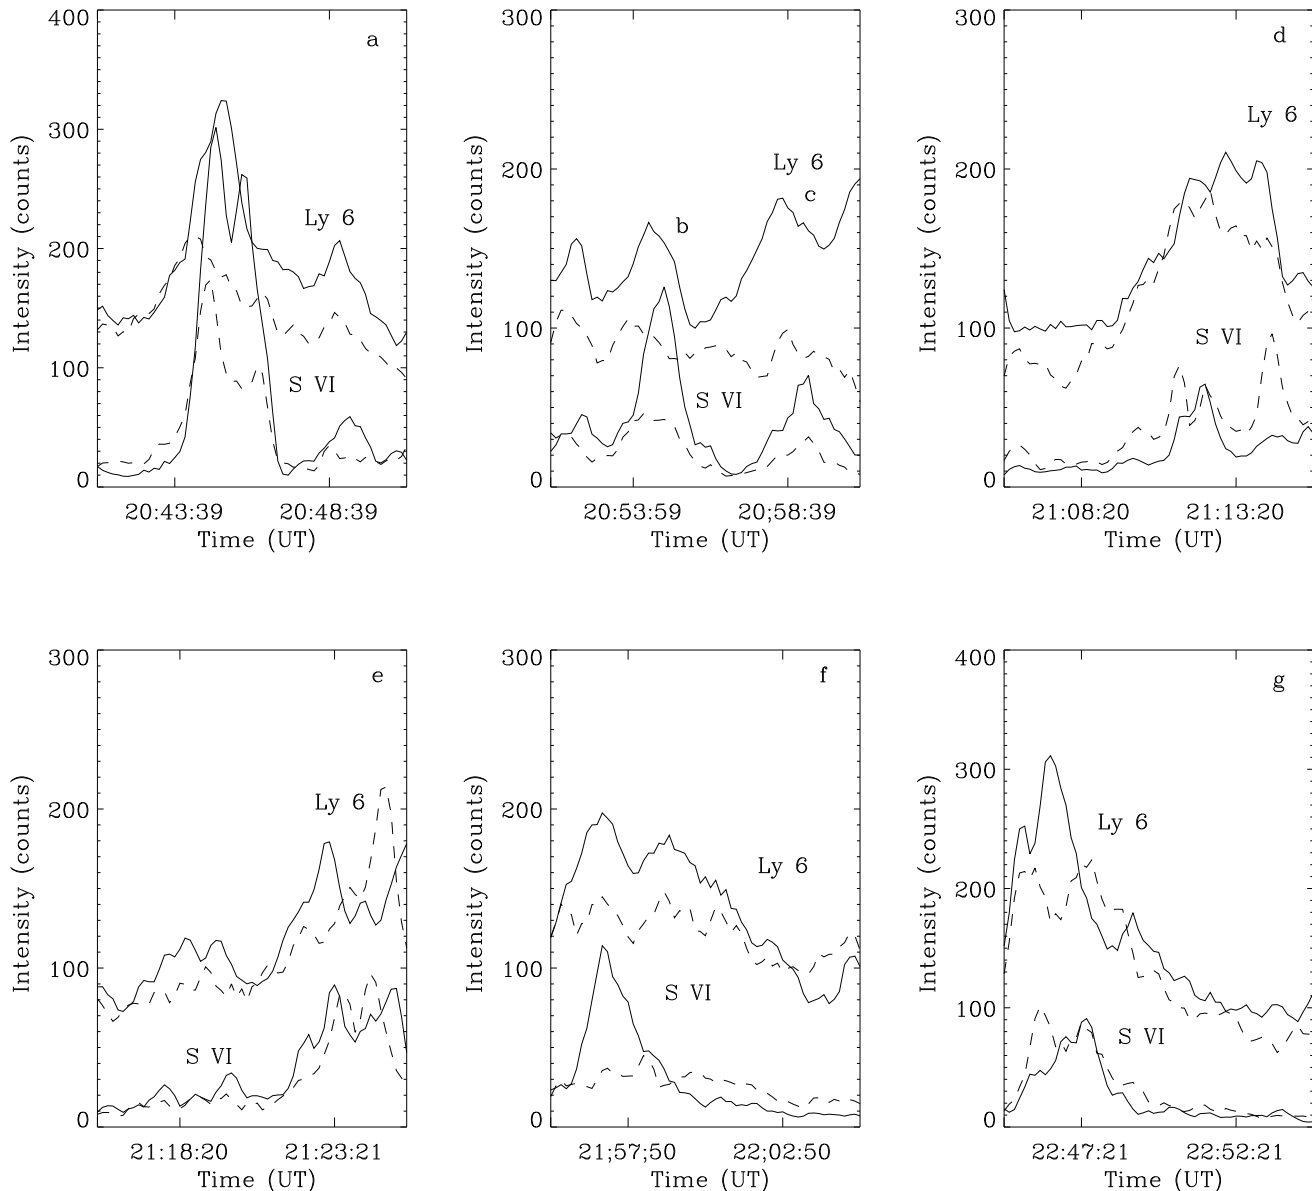 400
300
200
100
0
Intensity (counts)
a
Ly 6
S VI
20:43:39 20:48:39
Time (UT)
300
200
100
0
Intensity (counts)
Ly 6
b
c
S VI
20:53:59 20;58:39
Time (UT)
300
200
100
0
Intensity (counts)
d
Ly 6
S VI
21:08:20 21:13:20
Time (UT)
300
200
100
0
Intensity (counts)
e
Ly 6
S VI
21:18:20 21:23:21
Time (UT)
300
200
100
0
Intensity (counts)
f
Ly 6
S VI
21;57;50 22;02:50
Time (UT)
400
300
200
100
0
Intensity (counts)
g
Ly 6
S VI
22:47:21 22:52:21
Time (UT)